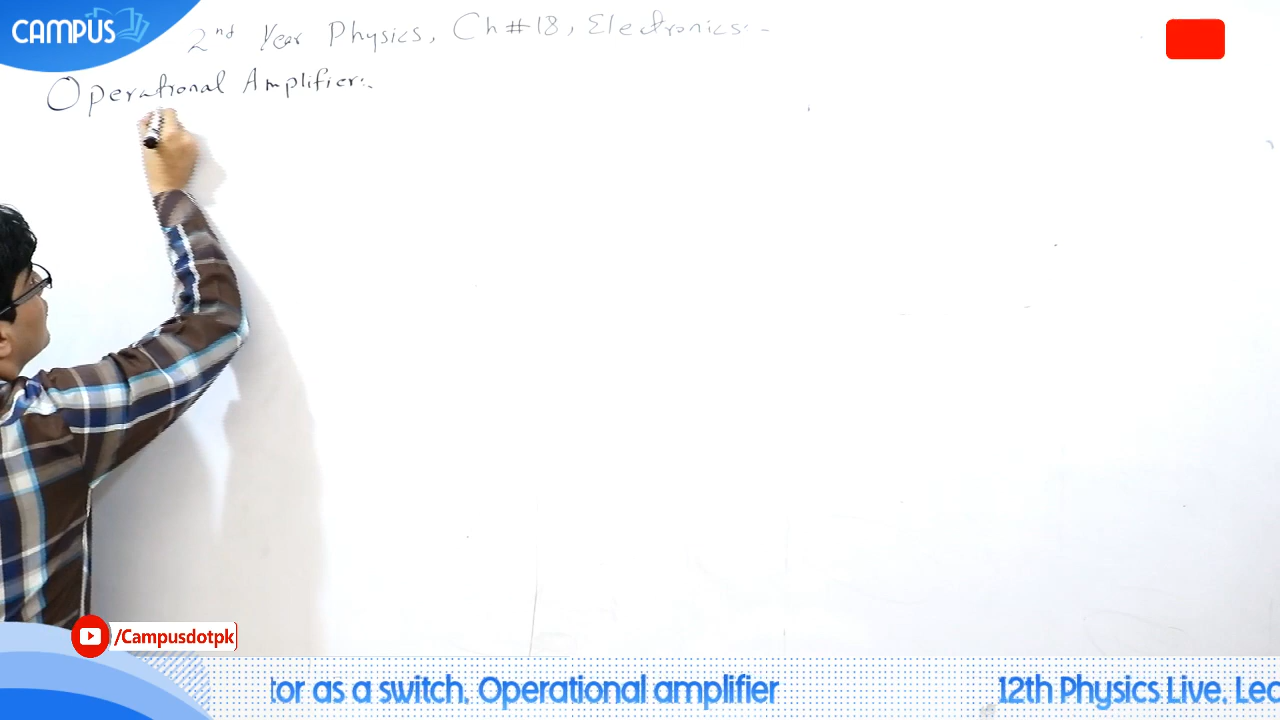 CAMPUS
2nd Year Physics, Ch#18, Electronics:-
Operational Amplifier:-
/Campusdotpk
tor as a switch, Operational amplifier
12th Physics Live, Lec